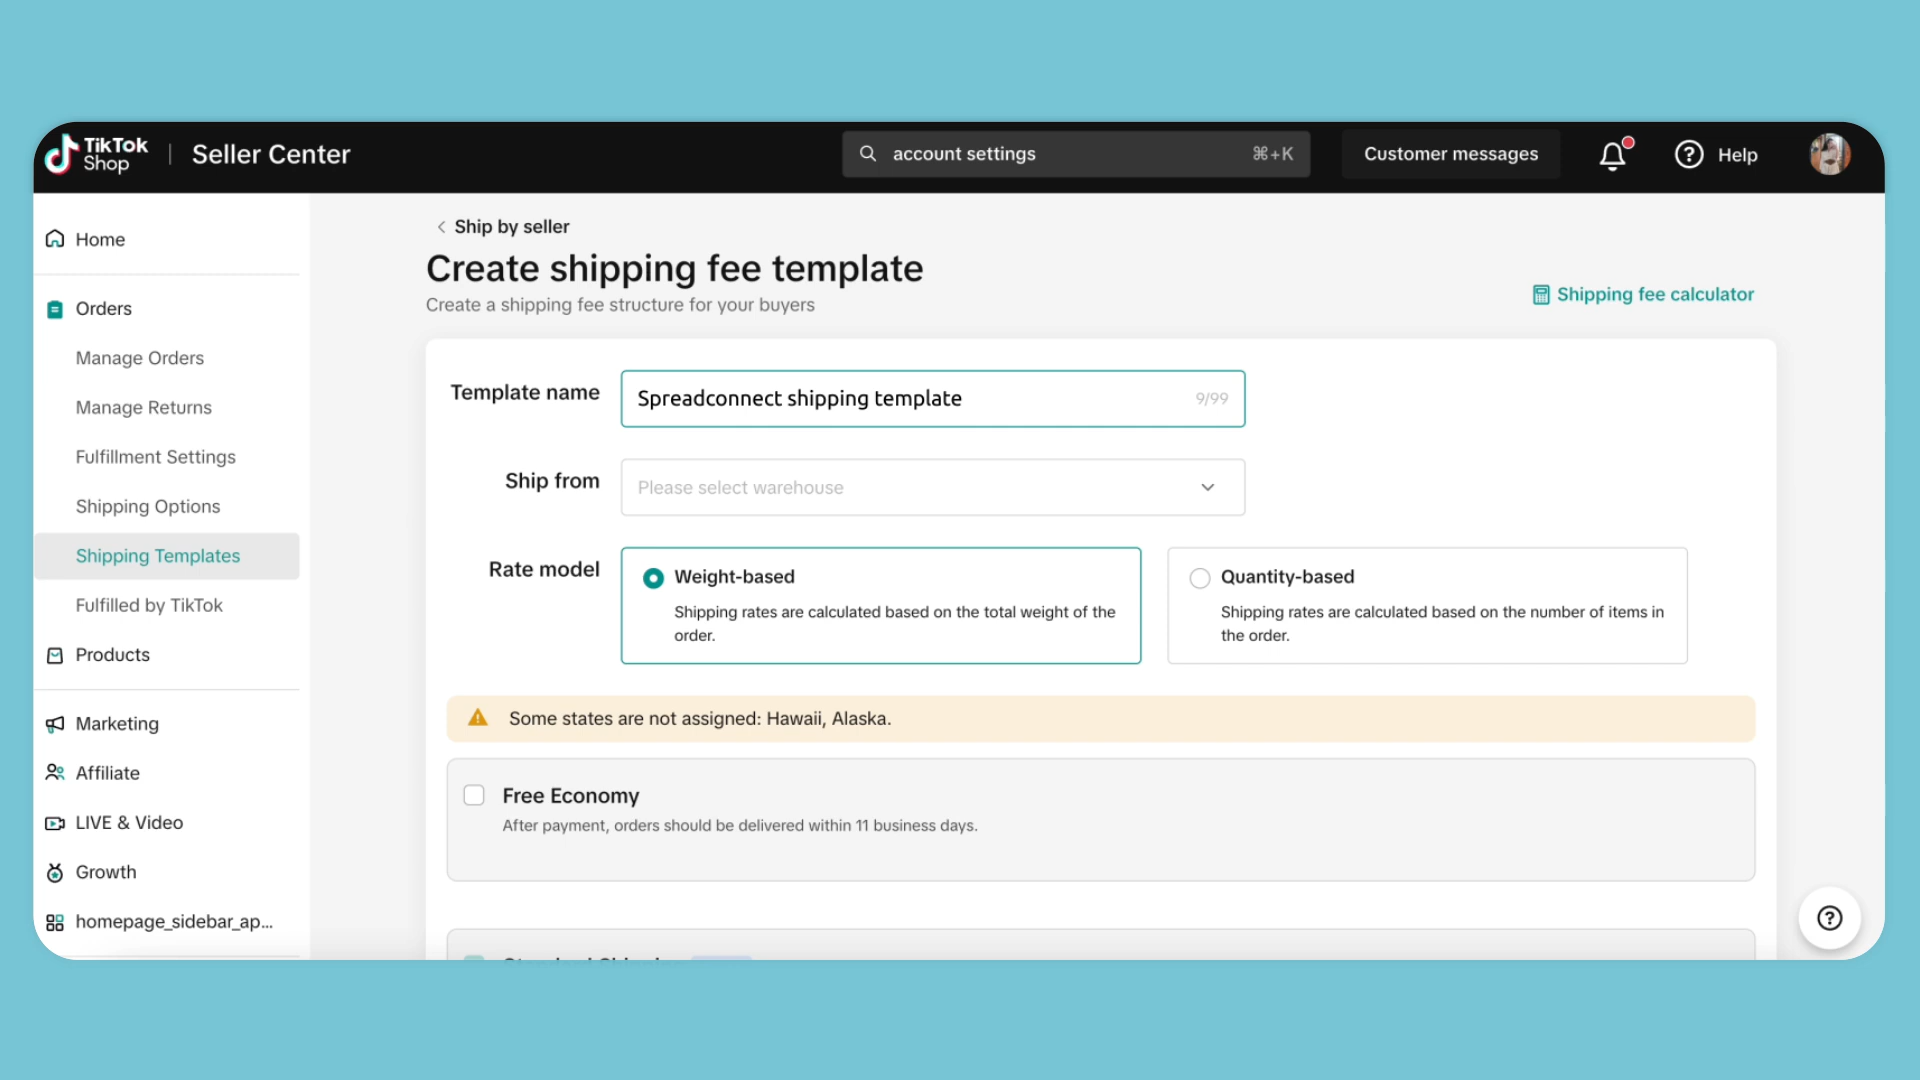 TikTok
Shop
Seller Center
account settings
⌘+K
Customer messages
Help
Home
Orders
Manage Orders
Manage Returns
Fulfillment Settings
Shipping Options
Shipping Templates
Fulfilled by TikTok
Products
Marketing
Affiliate
LIVE & Video
Growth
homepage_sidebar_ap...
Ship by seller
Create shipping fee template
Create a shipping fee structure for your buyers
Shipping fee calculator
Template name
Spreadconnect shipping template
9/99
Ship from
Please select warehouse
Rate model
Weight-based
Shipping rates are calculated based on the total weight of the
order.
Quantity-based
Shipping rates are calculated based on the number of items in
the order.
Some states are not assigned: Hawaii, Alaska.
Free Economy
After payment, orders should be delivered within 11 business days.